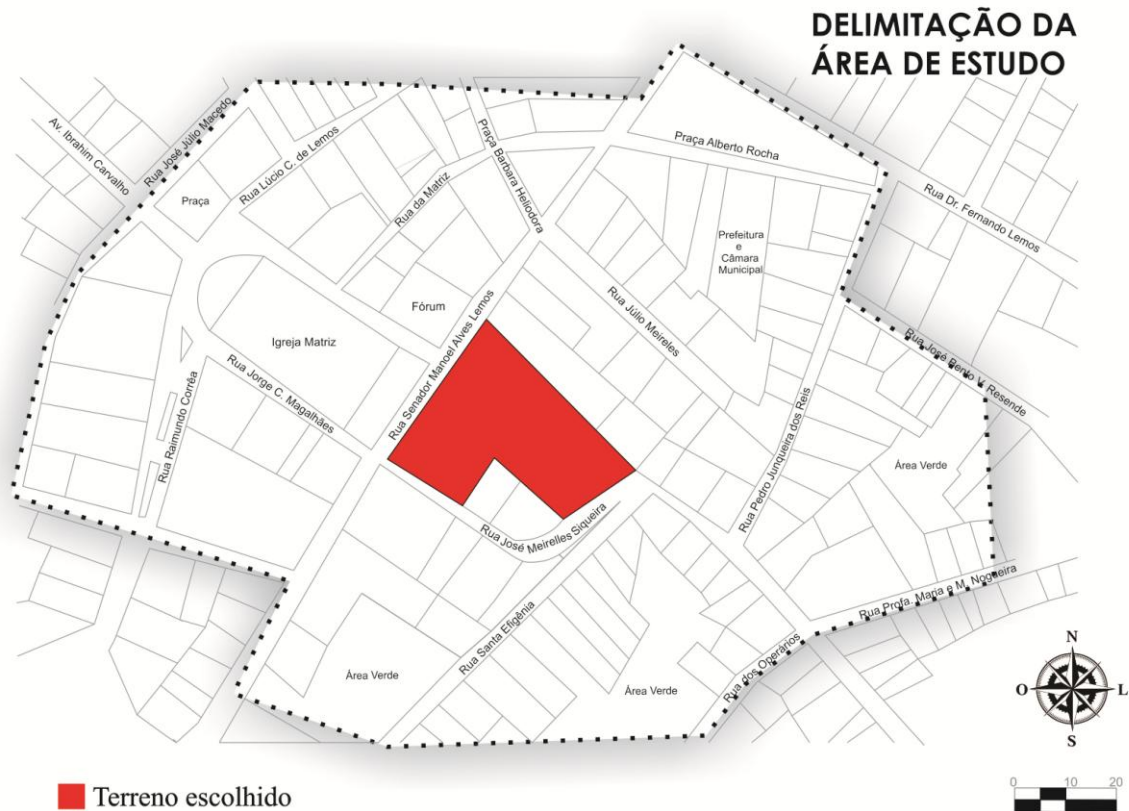 DELIMITAÇÃO DA
ÁREA DE ESTUDO
Av. Ibrahim Carvalho
Rua José Júlio Macedo
Praça
Rua Lúcio C. de Lemos
Rua da Matriz
Praça Barbara Heliodora
Praça Alberto Rocha
Rua Dr. Fernando Lemos
Prefeitura
e
Câmara
Municipal
Fórum
Igreja Matriz
Rua Senador Manoel Alves Lemos
Rua Júlio Meireles
Rua José Bento V. Resende
Rua Jorge C. Magalhães
Rua Raimundo Corrêa
Rua Pedro Junqueira dos Reis
Área Verde
Rua José Meirelles Siqueira
Rua Profa. Maria e M. Nogueira
Rua Santa Efigênia
Área Verde
Área Verde
Rua dos Operários
N
O
L
S
Terreno escolhido
0 10 20